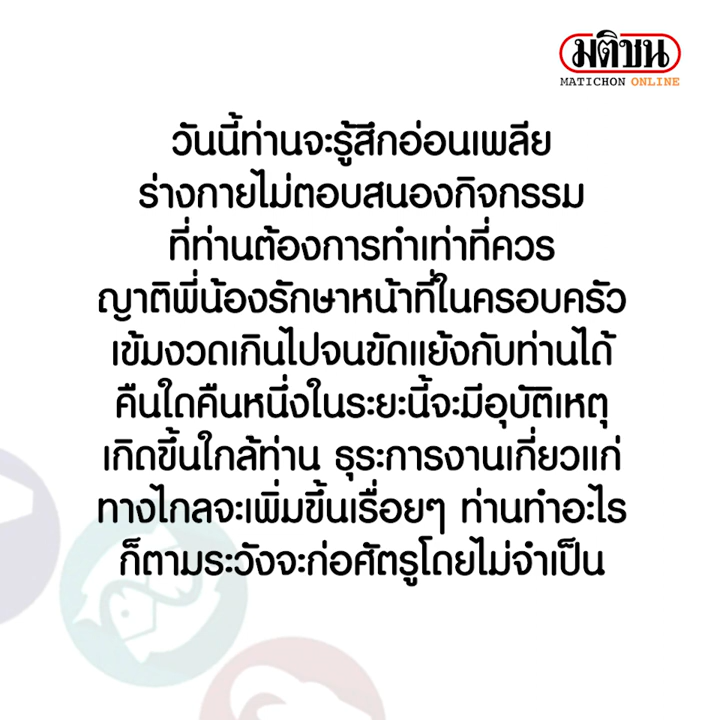 มติชน
MATICHON ONLINE
วันนี้ท่านจะรู้สึกอ่อนเพลีย
ร่างกายไม่ตอบสนองกิจกรรม
ที่ท่านต้องการทำเท่าที่ควร
ญาติพี่น้องรักษาหน้าที่ในครอบครัว
เข้มงวดเกินไปจนขัดแย้งกับท่านได้
คืนใดคืนหนึ่งในระยะนี้จะมีอุบัติเหตุ
เกิดขึ้นใกล้ท่าน ธุระการงานเกี่ยวแก่
ทางไกลจะเพิ่มขึ้นเรื่อยๆ ท่านทำอะไร
ก็ตามระวังจะก่อศัตรูโดยไม่จำเป็น